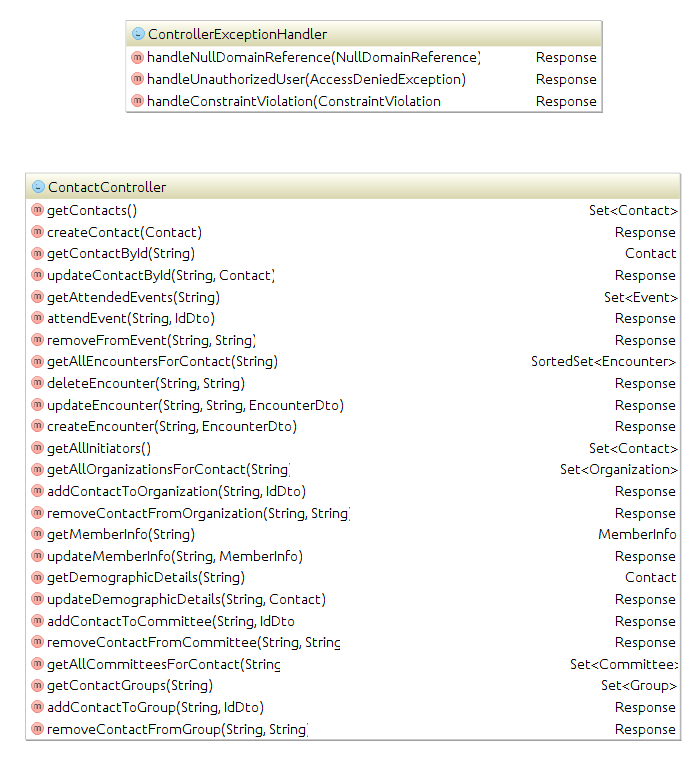 ControllerExceptionHandler
handleNullDomainReference(NullDomainReference) Response
handleUnauthorizedUser(AccessDeniedException) Response
handleConstraintViolation(ConstraintViolation Response
ContactController
getContacts() Set<Contact>
createContact(Contact) Response
getContactById(String) Contact
updateContactById(String, Contact) Response
getAttendedEvents(String) Set<Event>
attendEvent(String, IdDto) Response
removeFromEvent(String, String) Response
getAllEncountersForContact(String) SortedSet<Encounter>
deleteEncounter(String, String) Response
updateEncounter(String, String, EncounterDto) Response
createEncounter(String, EncounterDto) Response
getAllInitiators() Set<Contact>
getAllOrganizationsForContact(String) Set<Organization>
addContactToOrganization(String, IdDto) Response
removeContactFromOrganization(String, String) Response
getMemberInfo(String) MemberInfo
updateMemberInfo(String, MemberInfo) Response
getDemographicDetails(String) Contact
updateDemographicDetails(String, Contact) Response
addContactToCommittee(String, IdDto Response
removeContactFromCommittee(String, String Response
getAllCommitteesForContact(String Set<Committee>
getContactGroups(String) Set<Group>
addContactToGroup(String, IdDto) Response
removeContactFromGroup(String, String) Response